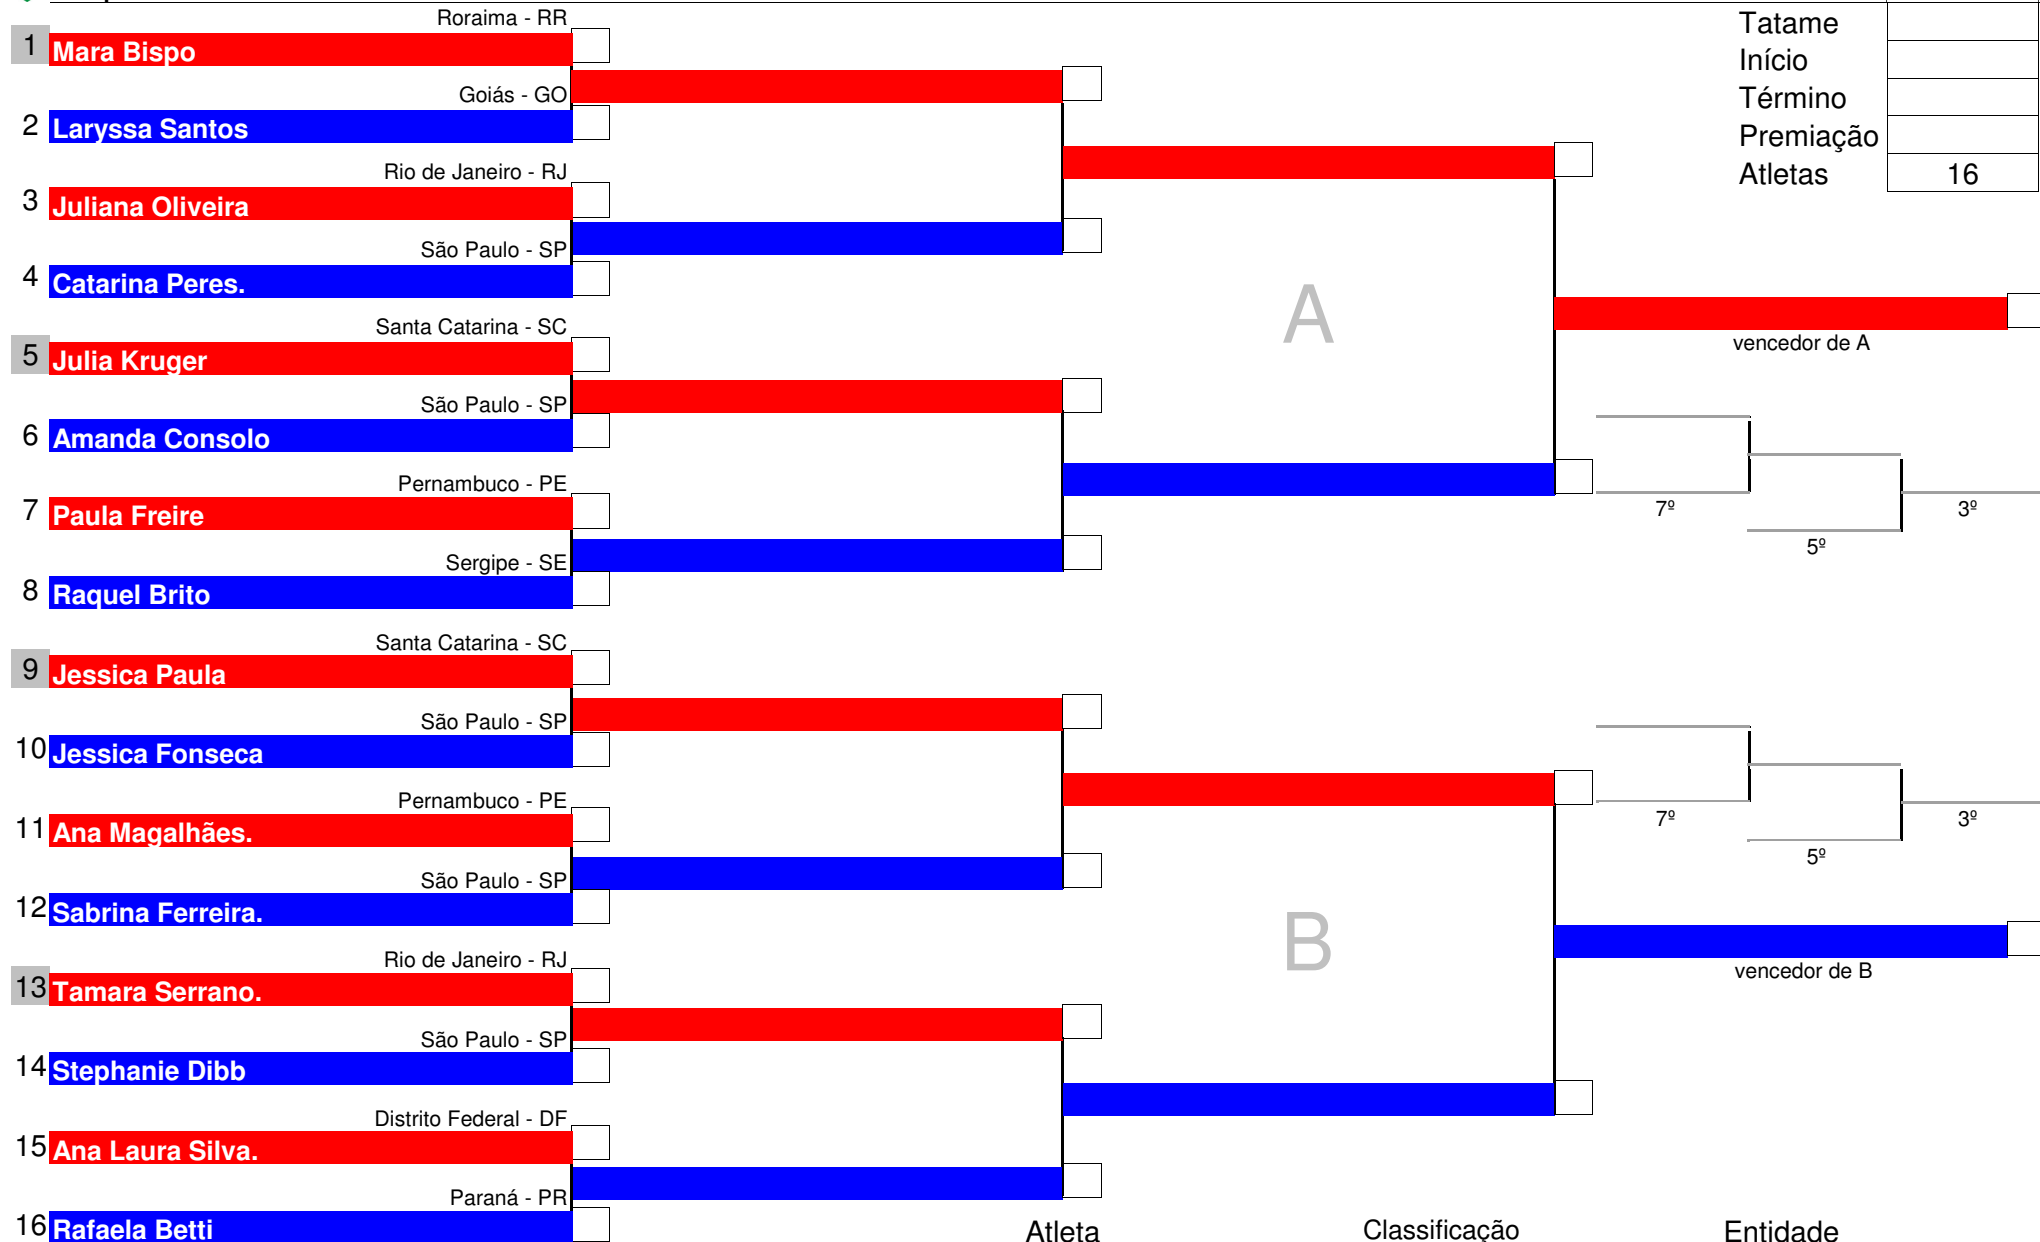 Roraima - RR
1 Mara Bispo
Goiás - GO
2 Laryssa Santos
Rio de Janeiro - RJ
3 Juliana Oliveira
São Paulo - SP
4 Catarina Peres.
Santa Catarina - SC
5 Julia Kruger
São Paulo - SP
6 Amanda Consolo
Pernambuco - PE
7 Paula Freire
Sergipe - SE
8 Raquel Brito
Santa Catarina - SC
9 Jessica Paula
São Paulo - SP
10 Jessica Fonseca
Pernambuco - PE
11 Ana Magalhães.
São Paulo - SP
12 Sabrina Ferreira.
Rio de Janeiro - RJ
13 Tamara Serrano.
São Paulo - SP
14 Stephanie Dibb
Distrito Federal - DF
15 Ana Laura Silva.
Paraná - PR
16 Rafaela Betti
A
B
Tatame
Início
Término
Premiação
Atletas 16
vencedor de A
7º
5º
3º
7º
5º
3º
vencedor de B
Atleta Classificação Entidade